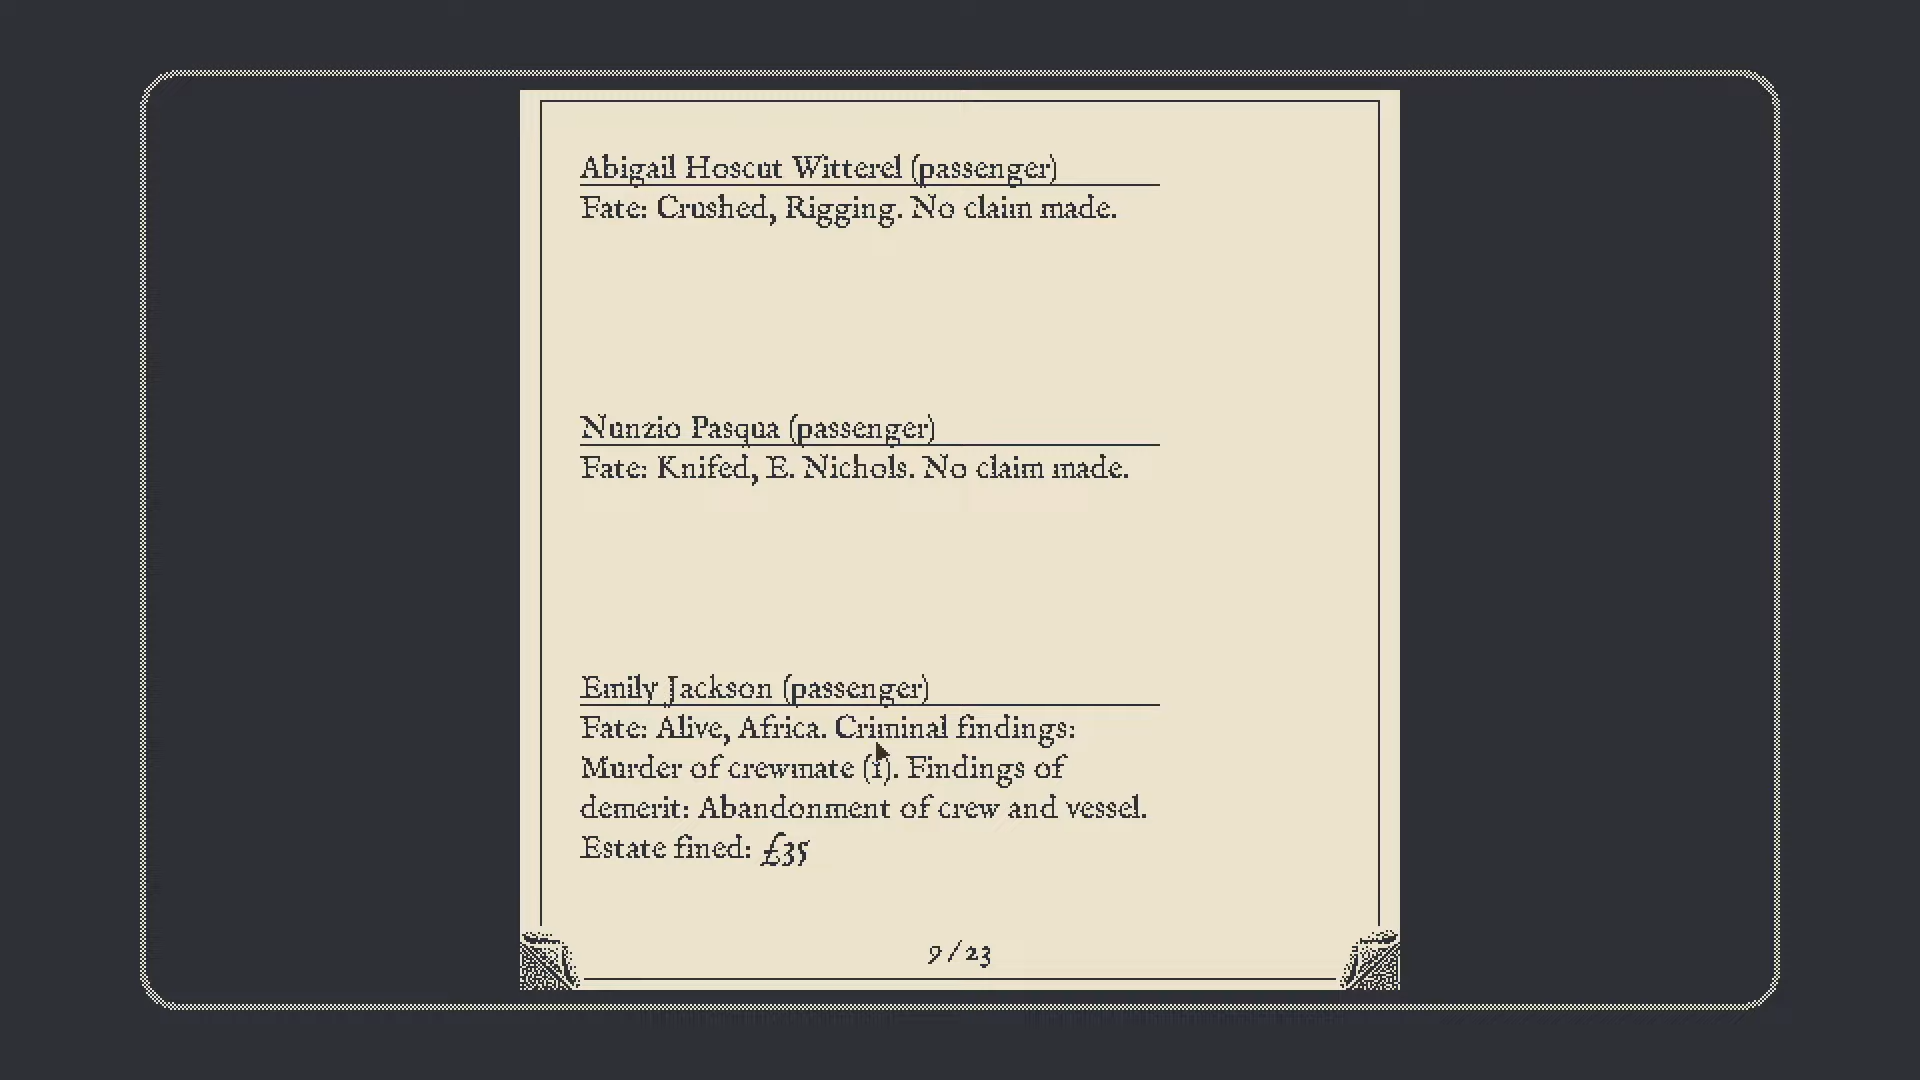 Abigail Hoscut Witterel (passenger)
Fate: Crushed, Rigging. No claim made.
Nunzio Pasqua (passenger)
Fate: Knifed, E. Nichols. No claim made.
Emily Jackson (passenger)
Fate: Alive, Africa. Criminal findings:
Murder of crewmate (1). Findings of
demerit: Abandonment of crew and vessel.
Estate fined: £35
9/23